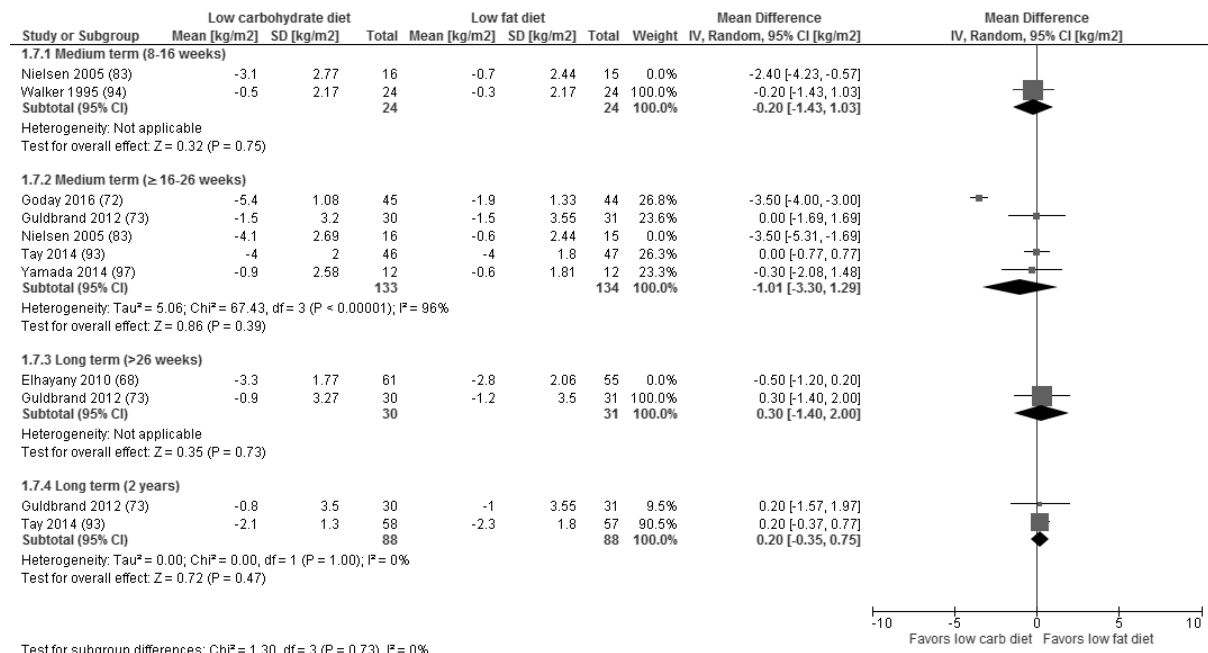 Low carbohydrate diet Low fat diet Mean Difference Mean Difference
Study or Subgroup Mean [kg/m2] SD [kg/m2] Total Mean [kg/m2] SD [kg/m2] Total Weight IV, Random, 95% CI [kg/m2] IV, Random, 95% CI [kg/m2]
1.7.1 Medium term (8-16 weeks)
Nielsen 2005 (83) -3.1 2.77 16 -0.7 2.44 15 0.0% -2.40 [-4.23, -0.57]
Walker 1995 (94) -0.5 2.17 24 -0.3 2.17 24 100.0% -0.20 [-1.43, 1.03]
Subtotal (95% CI) 24 24 100.0% -0.20 [-1.43, 1.03]
Heterogeneity: Not applicable
Test for overall effect: Z = 0.32 (P = 0.75)
1.7.2 Medium term (≥ 16-26 weeks)
Goday 2016 (72) -5.4 1.08 45 -1.9 1.33 44 26.8% -3.50 [-4.00, -3.00]
Guldbrand 2012 (73) -1.5 3.2 30 -1.5 3.55 31 23.6% 0.00 [-1.69, 1.69]
Nielsen 2005 (83) -4.1 2.69 16 -0.6 2.44 15 0.0% -3.50 [-5.31, -1.69]
Tay 2014 (93) -4 2 46 -4 1.8 47 26.3% 0.00 [-0.77, 0.77]
Yamada 2014 (97) -0.9 2.58 12 -0.6 1.81 12 23.3% -0.30 [-2.08, 1.48]
Subtotal (95% CI) 133 134 100.0% -1.01 [-3.30, 1.29]
Heterogeneity: Tau² = 5.06; Chi² = 67.43, df = 3 (P < 0.00001); I² = 96%
Test for overall effect: Z = 0.86 (P = 0.39)
1.7.3 Long term (>26 weeks)
Elhayany 2010 (68) -3.3 1.77 61 -2.8 2.06 55 0.0% -0.50 [-1.20, 0.20]
Guldbrand 2012 (73) -0.9 3.27 30 -1.2 3.5 31 100.0% 0.30 [-1.40, 2.00]
Subtotal (95% CI) 30 31 100.0% 0.30 [-1.40, 2.00]
Heterogeneity: Not applicable
Test for overall effect: Z = 0.35 (P = 0.73)
1.7.4 Long term (2 years)
Guldbrand 2012 (73) -0.8 3.5 30 -1 3.55 31 9.5% 0.20 [-1.57, 1.97]
Tay 2014 (93) -2.1 1.3 58 -2.3 1.8 57 90.5% 0.20 [-0.37, 0.77]
Subtotal (95% CI) 88 88 100.0% 0.20 [-0.35, 0.75]
Heterogeneity: Tau² = 0.00; Chi² = 0.00, df = 1 (P = 1.00); I² = 0%
Test for overall effect: Z = 0.72 (P = 0.47)
-10 -5 0 5 10
Favors low carb diet Favors low fat diet
Test for subgroup differences: Chi² = 1.30, df = 3 (P = 0.73), I² = 0%